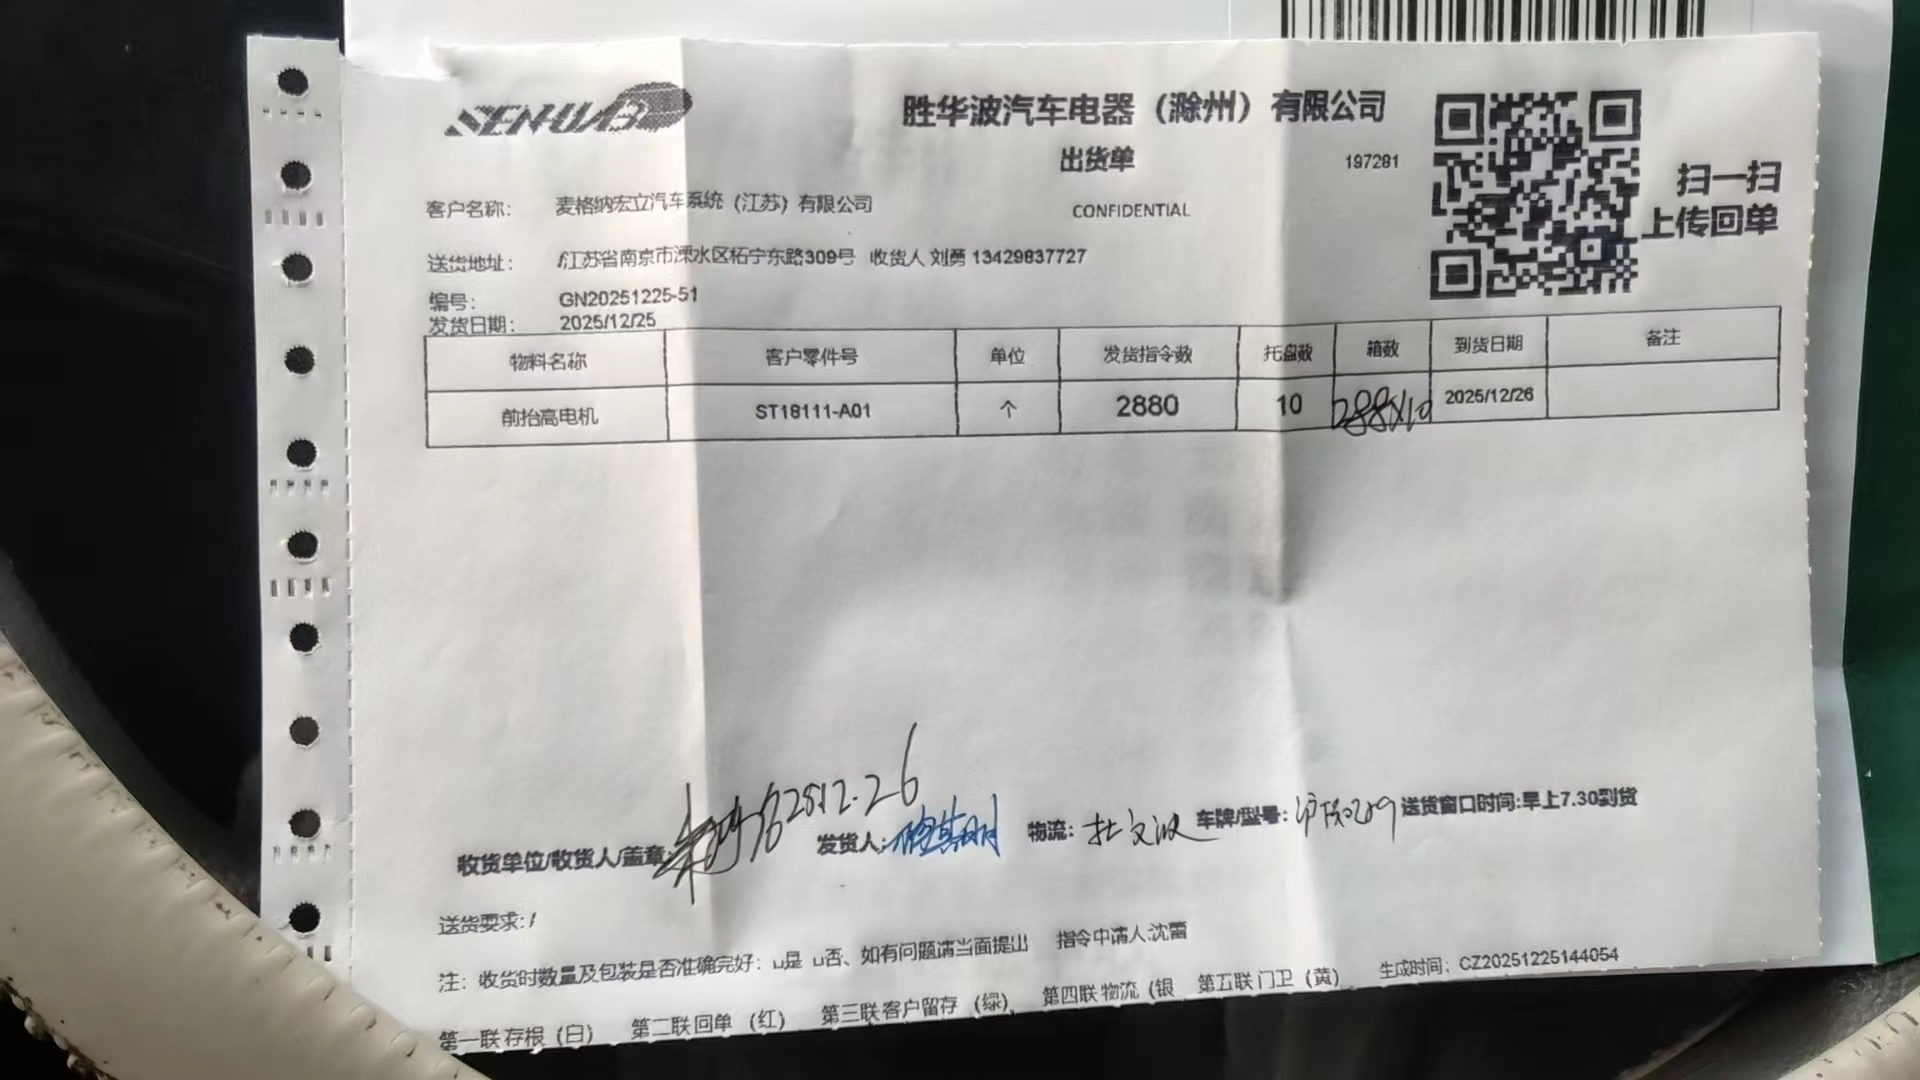 SENHUAB
胜华波汽车电器（滁州）有限公司
出货单
197281
扫一扫
上传回单
客户名称： 麦格纳宏立汽车系统（江苏）有限公司
CONFIDENTIAL
送货地址： 江苏省南京市溧水区柘宁东路309号 收货人 刘勇 13429837727
编号： GN20251225-51
发货日期： 2025/12/25
物料名称 客户零件号 单位 发货指令数 托盘数 箱数 到货日期 备注
前抬高电机 ST18111-A01 个 2880 10 288X10 2025/12/26
12.26
收货单位/收货人/盖章: 发货人: 物流: 杜文波 车牌/型号: 送货窗口时间:早上7.30到货
送货要求: /
注： 收货时数量及包装是否准确完好： u是 u否、如有问题请当面提出 指令申请人:沈蕾
第一联存根（白） 第二联回单 （红） 第三联客户留存 （绿）、 第四联物流（银 第五联门卫（黄） 生成时间： CZ20251225144054